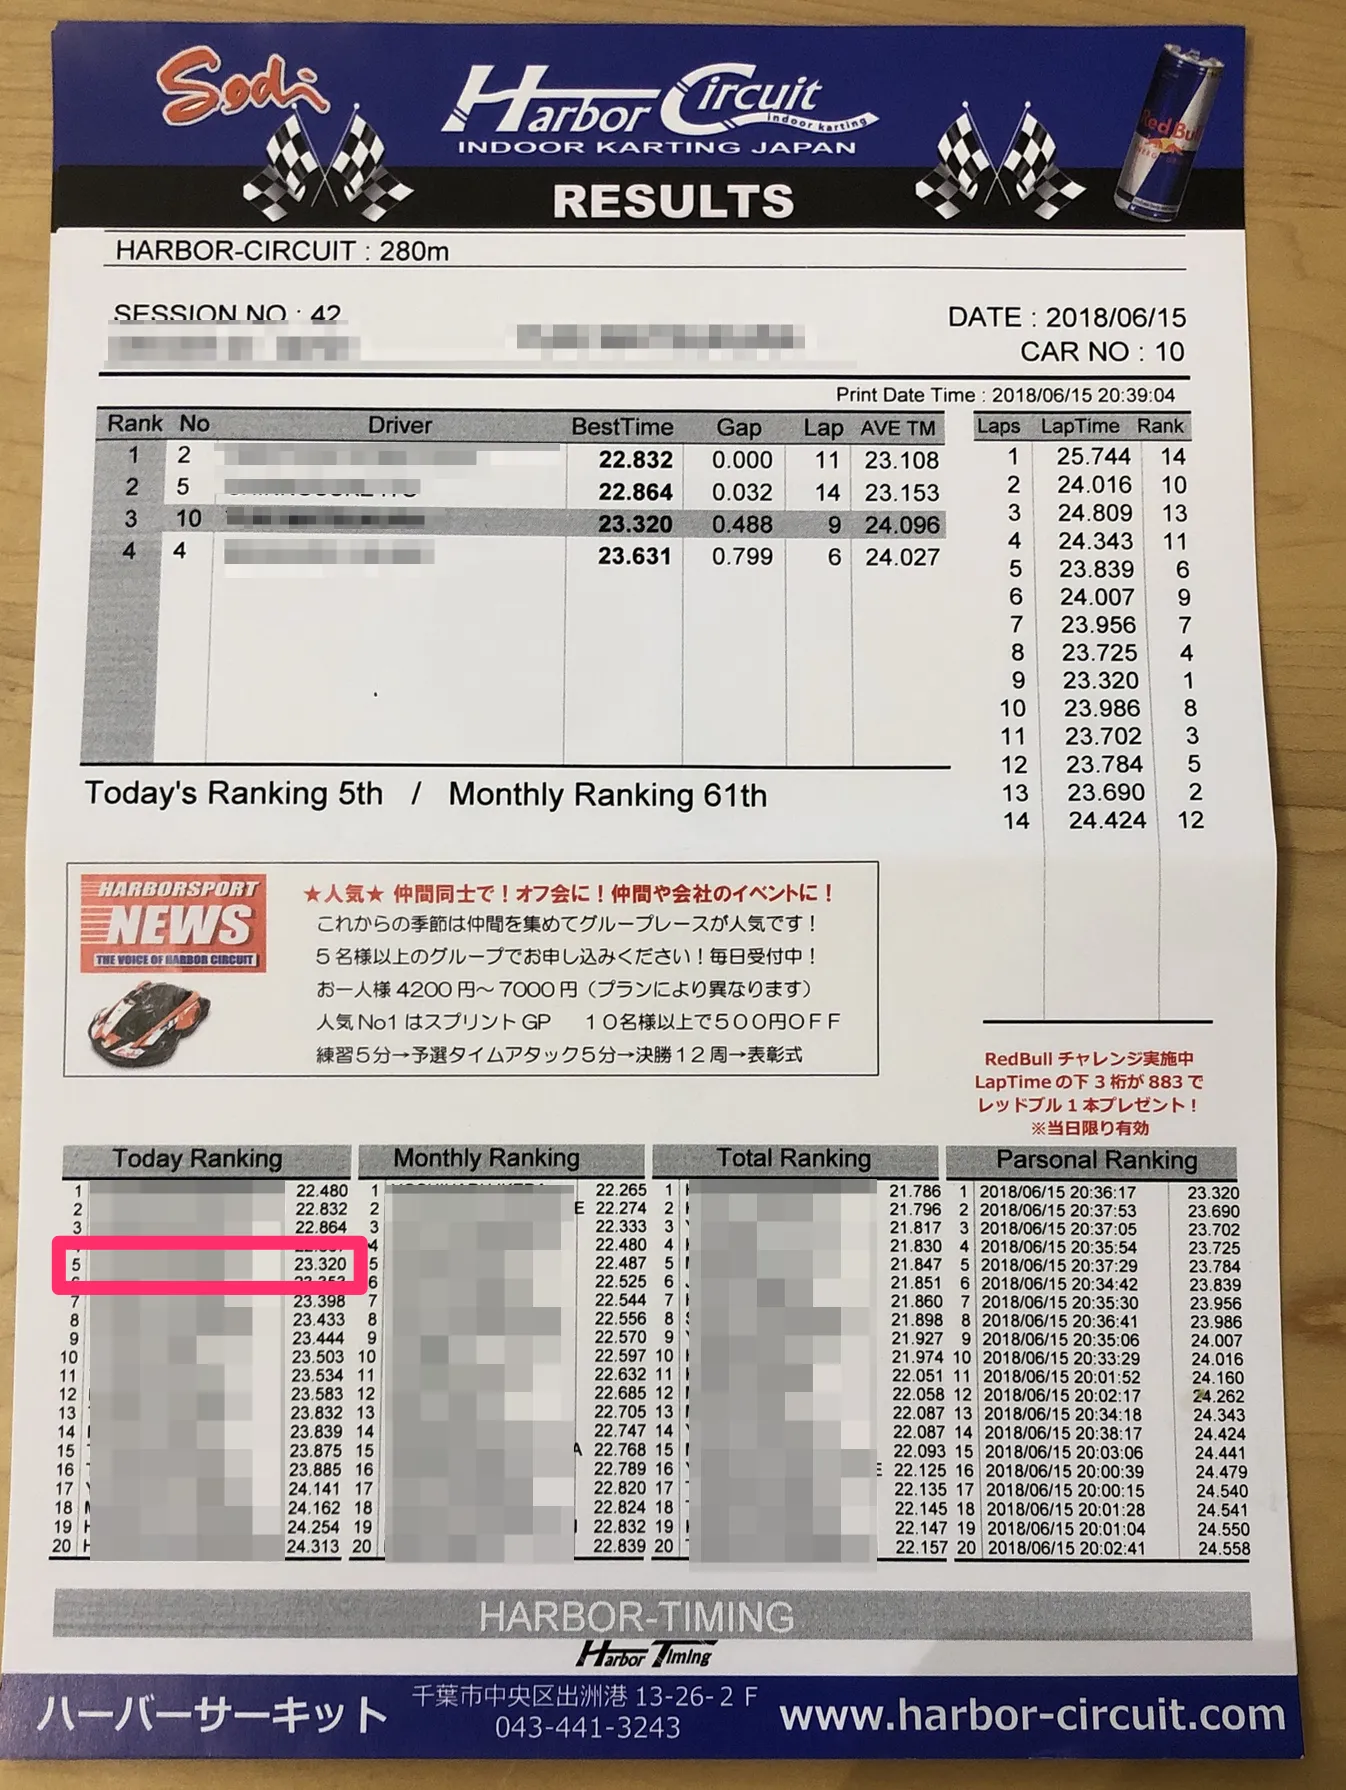 Sodi
Harbor Circuit
indoor karting
INDOOR KARTING JAPAN
RedBull
RESULTS
HARBOR-CIRCUIT : 280m
SESSION NO : 42
DATE : 2018/06/15
CAR NO : 10
Print Date Time : 2018/06/15 20:39:04
Rank No Driver BestTime Gap Lap AVE TM
1 2 22.832 0.000 11 23.108
2 5 22.864 0.032 14 23.153
3 10 23.320 0.488 9 24.096
4 4 23.631 0.799 6 24.027
Laps LapTime Rank
1 25.744 14
2 24.016 10
3 24.809 13
4 24.343 11
5 23.839 6
6 24.007 9
7 23.956 7
8 23.725 4
9 23.320 1
10 23.986 8
11 23.702 3
12 23.784 5
13 23.690 2
14 24.424 12
Today's Ranking 5th / Monthly Ranking 61th
HARBORSPORT
NEWS
THE VOICE OF HARBOR CIRCUIT
★人気★ 仲間同士で！オフ会に！仲間や会社のイベントに！
これからの季節は仲間を集めてグループレースが人気です！
５名様以上のグループでお申し込みください！毎日受付中！
お一人様 4200 円～ 7000 円（プランにより異なります）
人気 No1 はスプリント GP １０名様以上で５００円ＯＦＦ
練習５分→予選タイムアタック５分→決勝１２周→表彰式
RedBull チャレンジ実施中
LapTime の下 3 桁が 883 で
レッドブル 1 本プレゼント！
※当日限り有効
Today Ranking
1 22.480
2 22.832
3 22.864
5 23.320
7 23.398
8 23.433
9 23.444
10 23.503
11 23.534
12 23.583
13 23.832
14 23.839
15 23.875
16 23.885
17 24.141
18 24.162
19 24.254
20 24.313
Monthly Ranking
1 22.265
2 E 22.274
3 22.333
4 22.480
5 22.487
6 22.525
7 22.544
8 22.556
9 22.570
10 22.597
11 22.632
12 22.685
13 22.705
14 22.747
15 A 22.768
16 22.789
17 22.820
18 22.824
19 22.832
20 22.839
Total Ranking
1 21.786
2 21.796
3 21.817
4 21.830
5 21.847
6 21.851
7 21.860
8 21.898
9 21.927
10 21.974
11 22.051
12 22.058
13 22.087
14 22.087
15 22.093
16 22.125
17 22.135
18 22.145
19 22.147
20 22.157
Parsonal Ranking
1 2018/06/15 20:36:17 23.320
2 2018/06/15 20:37:53 23.690
3 2018/06/15 20:37:05 23.702
4 2018/06/15 20:35:54 23.725
5 2018/06/15 20:37:29 23.784
6 2018/06/15 20:34:42 23.839
7 2018/06/15 20:35:30 23.956
8 2018/06/15 20:36:41 23.986
9 2018/06/15 20:35:06 24.007
10 2018/06/15 20:33:29 24.016
11 2018/06/15 20:01:52 24.160
12 2018/06/15 20:02:17 24.262
13 2018/06/15 20:34:18 24.343
14 2018/06/15 20:38:17 24.424
15 2018/06/15 20:03:06 24.441
16 2018/06/15 20:00:39 24.479
17 2018/06/15 20:00:15 24.540
18 2018/06/15 20:01:28 24.541
19 2018/06/15 20:01:04 24.550
20 2018/06/15 20:02:41 24.558
HARBOR-TIMING
Harbor Timing
ハーバーサーキット
千葉市中央区出洲港 13-26-２Ｆ
043-441-3243
www.harbor-circuit.com